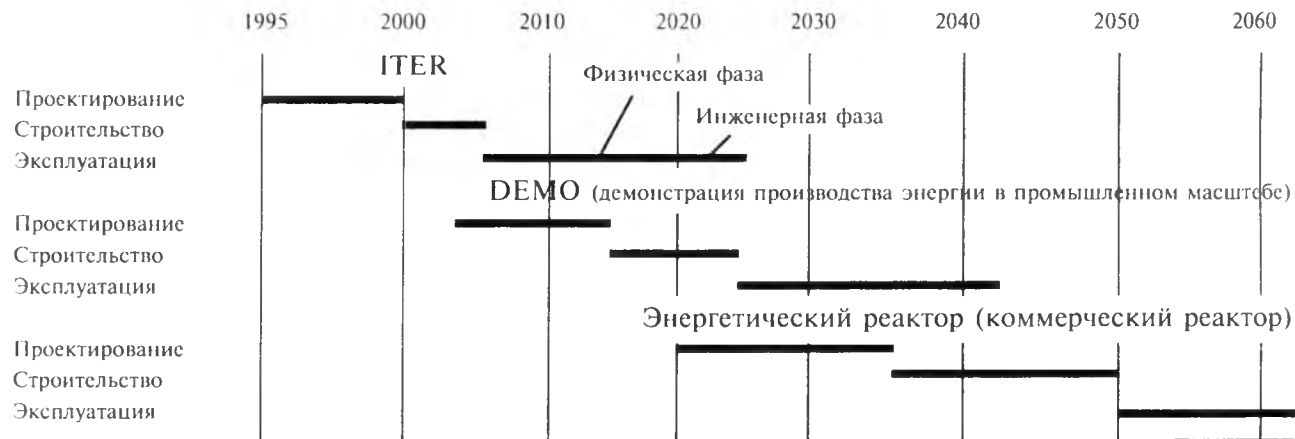 1995 2000 2010 2020 2030 2040 2050 2060
ITER
Физическая фаза
Проектирование
Инженерная фаза
Строительство
Эксплуатация
DEMO (демонстрация производства энергии в промышленном масштебе)
Проектирование
Строительство
Эксплуатация
Энергетический реактор (коммерческий реактор)
Проектирование
Строительство
Эксплуатация